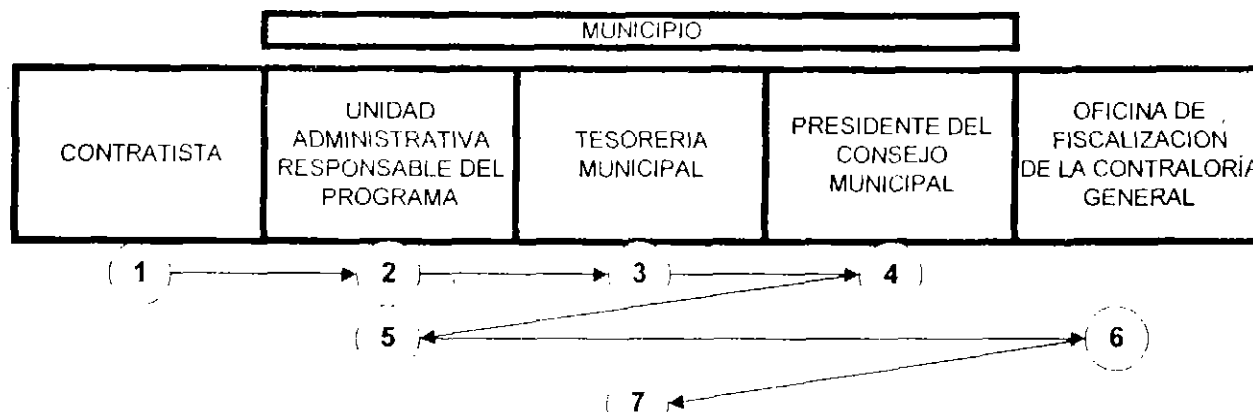 MUNICIPIO
CONTRATISTA
UNIDAD
ADMINISTRATIVA
RESPONSABLE DEL
PROGRAMA
TESORERIA
MUNICIPAL
PRESIDENTE DEL
CONSEJO
MUNICIPAL
OFICINA DE
FISCALIZACION
DE LA CONTRALORÍA
GENERAL
1
2
3
4
5
6
7